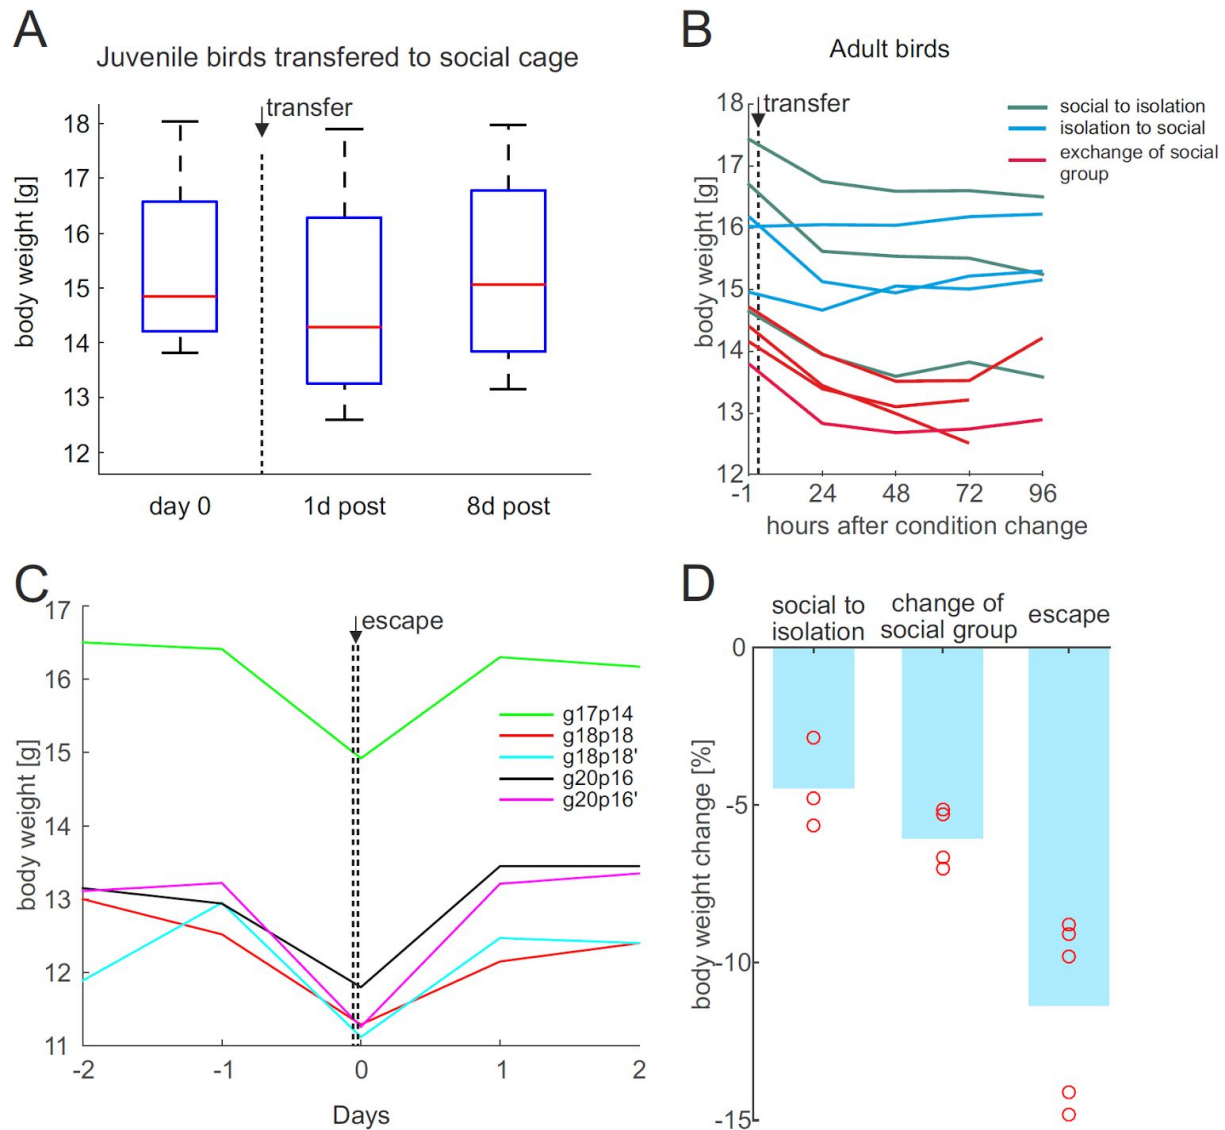 A
Juvenile birds transfered to social cage
transfer
body weight [g]
18
17
16
15
14
13
12
day 0
1d post
8d post
B
Adult birds
transfer
social to isolation
isolation to social
exchange of social
group
body weight [g]
18
17
16
15
14
13
12
-1
24
48
72
96
hours after condition change
C
escape
g17p14
g18p18
g18p18'
g20p16
g20p16'
body weight [g]
17
16
15
14
13
12
11
-2
-1
0
1
2
Days
D
social to
isolation
change of
social group
escape
body weight change [%]
0
-5
-10
-15